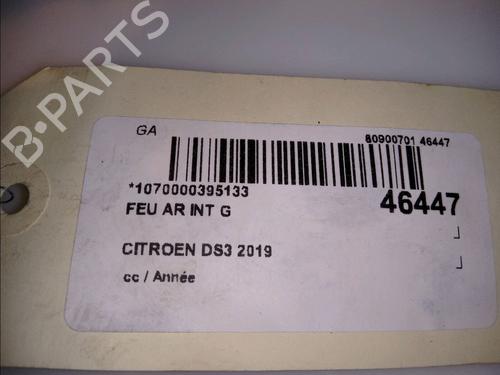 B-PARTS
GA
80900701 46447
*1070000395133
46447
FEU AR INT G
CITROEN DS3 2019
cc / Année